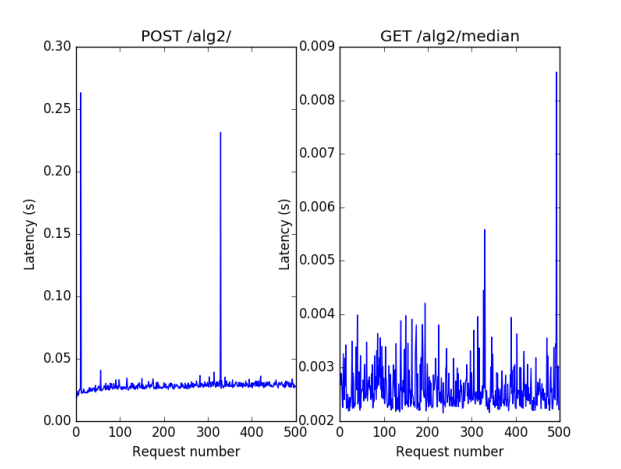 POST /alg2/
0.30
0.25
0.20
0.15
0.10
0.05
0.00
Latency (s)
0 100 200 300 400 500
Request number
GET /alg2/median
0.009
0.008
0.007
0.006
0.005
0.004
0.003
0.002
Latency (s)
0 100 200 300 400 500
Request number